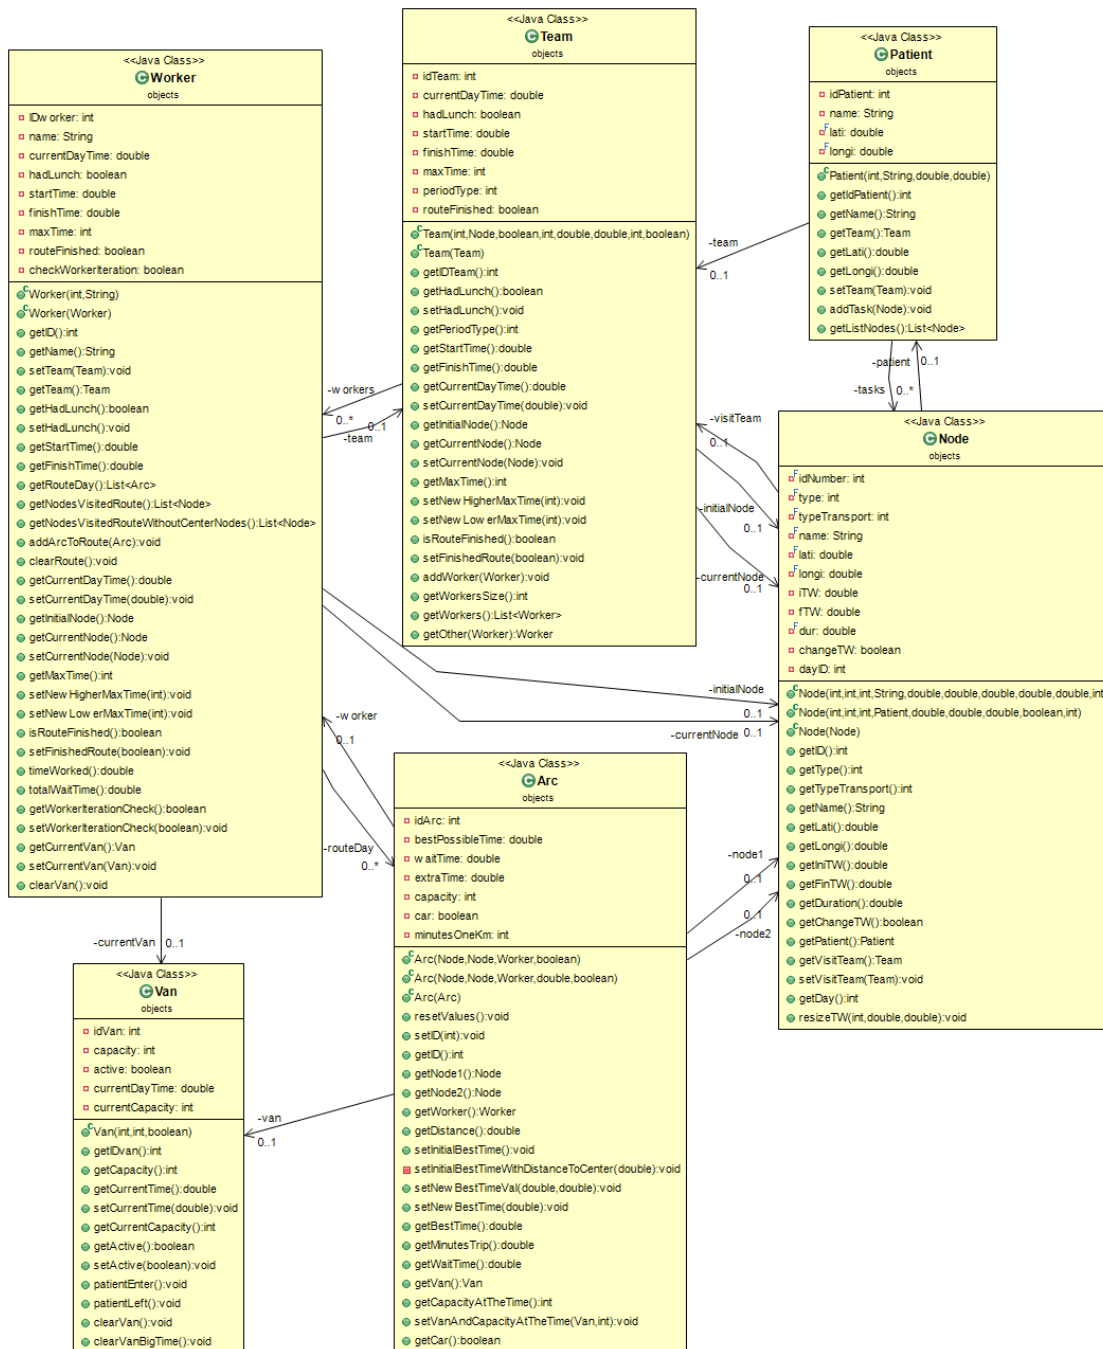 <<Java Class>>
Worker
objects
IDworker: int
name: String
currentDayTime: double
hadLunch: boolean
startTime: double
finishTime: double
maxTime: int
routeFinished: boolean
checkWorkerIteration: boolean
Worker(int,String)
Worker(Worker)
getID():int
getName():String
setTeam(Team):void
getTeam():Team
getHadLunch():boolean
setHadLunch():void
getStartTime():double
getFinishTime():double
getRouteDay():List<Arc>
getNodesVisitedRoute():List<Node>
getNodesVisitedRouteWithoutCenterNodes():List<Node>
addArcToRoute(Arc):void
clearRoute():void
getCurrentDayTime():double
setCurrentDayTime(double):void
getInitialNode():Node
getCurrentNode():Node
setCurrentNode(Node):void
getMaxTime():int
setNewHigherMaxTime(int):void
setNewLowerMaxTime(int):void
isRouteFinished():boolean
setFinishedRoute(boolean):void
timeWorked():double
totalWaitTime():double
getWorkerIterationCheck():boolean
setWorkerIterationCheck(boolean):void
getCurrentVan():Van
setCurrentVan(Van):void
clearVan():void
<<Java Class>>
Team
objects
idTeam: int
currentDayTime: double
hadLunch: boolean
startTime: double
finishTime: double
maxTime: int
periodType: int
routeFinished: boolean
Team(int,Node,boolean,int,double,double,int,boolean)
Team(Team)
getIDTeam():int
getHadLunch():boolean
setHadLunch():void
getPeriodType():int
getStartTime():double
getFinishTime():double
getCurrentDayTime():double
setCurrentDayTime(double):void
getInitialNode():Node
getCurrentNode():Node
setCurrentNode(Node):void
getMaxTime():int
setNewHigherMaxTime(int):void
setNewLowerMaxTime(int):void
isRouteFinished():boolean
setFinishedRoute(boolean):void
addWorker(Worker):void
getWorkersSize():int
getWorkers():List<Worker>
getOther(Worker):Worker
<<Java Class>>
Patient
objects
idPatient: int
name: String
F lati: double
F longi: double
Patient(int,String,double,double)
getIdPatient():int
getName():String
getTeam():Team
getLati():double
getLongi():double
setTeam(Team):void
addTask(Node):void
getListNodes():List<Node>
-team
0..1
-workers
0..*
0..1
-team
-patient
0..1
-tasks
0..*
-visitTeam
0..1
-initialNode
0..1
-currentNode
0..1
-initialNode
0..1
-currentNode
0..1
<<Java Class>>
Node
objects
F idNumber: int
F type: int
F typeTransport: int
F name: String
F lati: double
F longi: double
iTW: double
fTW: double
F dur: double
changeTW: boolean
dayID: int
Node(int,int,int,String,double,double,double,double,double,int
Node(int,int,int,Patient,double,double,double,boolean,int)
Node(Node)
getID():int
getType():int
getTypeTransport():int
getName():String
getLati():double
getLongi():double
getIniTW():double
getFinTW():double
getDuration():double
getChangeTW():boolean
getPatient():Patient
getVisitTeam():Team
setVisitTeam(Team):void
getDay():int
resizeTW(int,double,double):void
-worker
0..1
-routeDay
0..*
-node1
0..1
0..1
-node2
-currentVan
0..1
-van
0..1
<<Java Class>>
Arc
objects
idArc: int
bestPossibleTime: double
waitTime: double
extraTime: double
capacity: int
car: boolean
minutesOneKm: int
Arc(Node,Node,Worker,boolean)
Arc(Node,Node,Worker,double,boolean)
Arc(Arc)
resetValues():void
setID(int):void
getID():int
getNode1():Node
getNode2():Node
getWorker():Worker
getDistance():double
setInitialBestTime():void
setInitialBestTimeWithDistanceToCenter(double):void
setNewBestTimeVal(double,double):void
setNewBestTime(double):void
getBestTime():double
getMinutesTrip():double
getWaitTime():double
getVan():Van
getCapacityAtTheTime():int
setVanAndCapacityAtTheTime(Van,int):void
getCar():boolean
<<Java Class>>
Van
objects
idVan: int
capacity: int
active: boolean
currentDayTime: double
currentCapacity: int
Van(int,int,boolean)
getIDvan():int
getCapacity():int
getCurrentTime():double
setCurrentTime(double):void
getCurrentCapacity():int
getActive():boolean
setActive(boolean):void
patientEnter():void
patientLeft():void
clearVan():void
clearVanBigTime():void